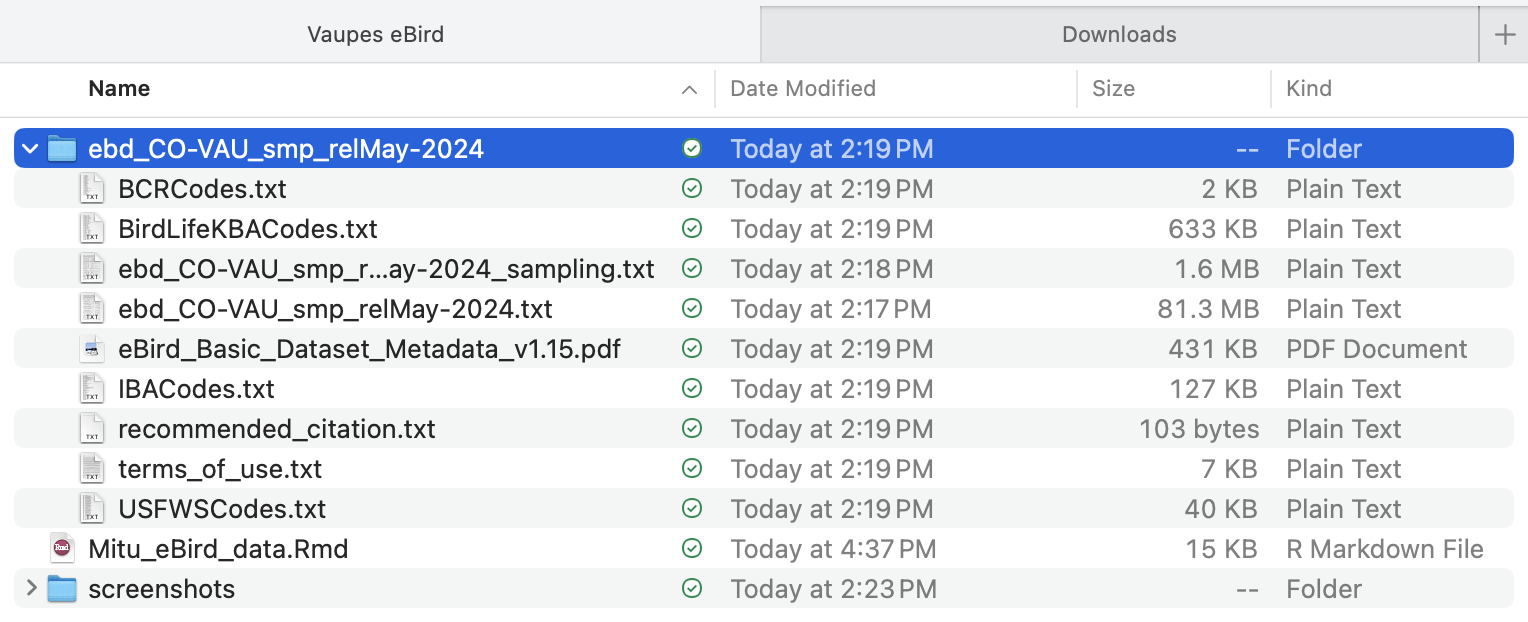 Vaupes eBird Downloads +
Name Date Modified Size Kind
ebd_CO-VAU_smp_relMay-2024 Today at 2:19 PM -- Folder
BCRCodes.txt Today at 2:19 PM 2 KB Plain Text
BirdLifeKBACodes.txt Today at 2:19 PM 633 KB Plain Text
ebd_CO-VAU_smp_r...ay-2024_sampling.txt Today at 2:18 PM 1.6 MB Plain Text
ebd_CO-VAU_smp_relMay-2024.txt Today at 2:17 PM 81.3 MB Plain Text
eBird_Basic_Dataset_Metadata_v1.15.pdf Today at 2:19 PM 431 KB PDF Document
IBACodes.txt Today at 2:19 PM 127 KB Plain Text
recommended_citation.txt Today at 2:19 PM 103 bytes Plain Text
terms_of_use.txt Today at 2:19 PM 7 KB Plain Text
USFWSCodes.txt Today at 2:19 PM 40 KB Plain Text
Mitu_eBird_data.Rmd Today at 4:37 PM 15 KB R Markdown File
screenshots Today at 2:23 PM -- Folder